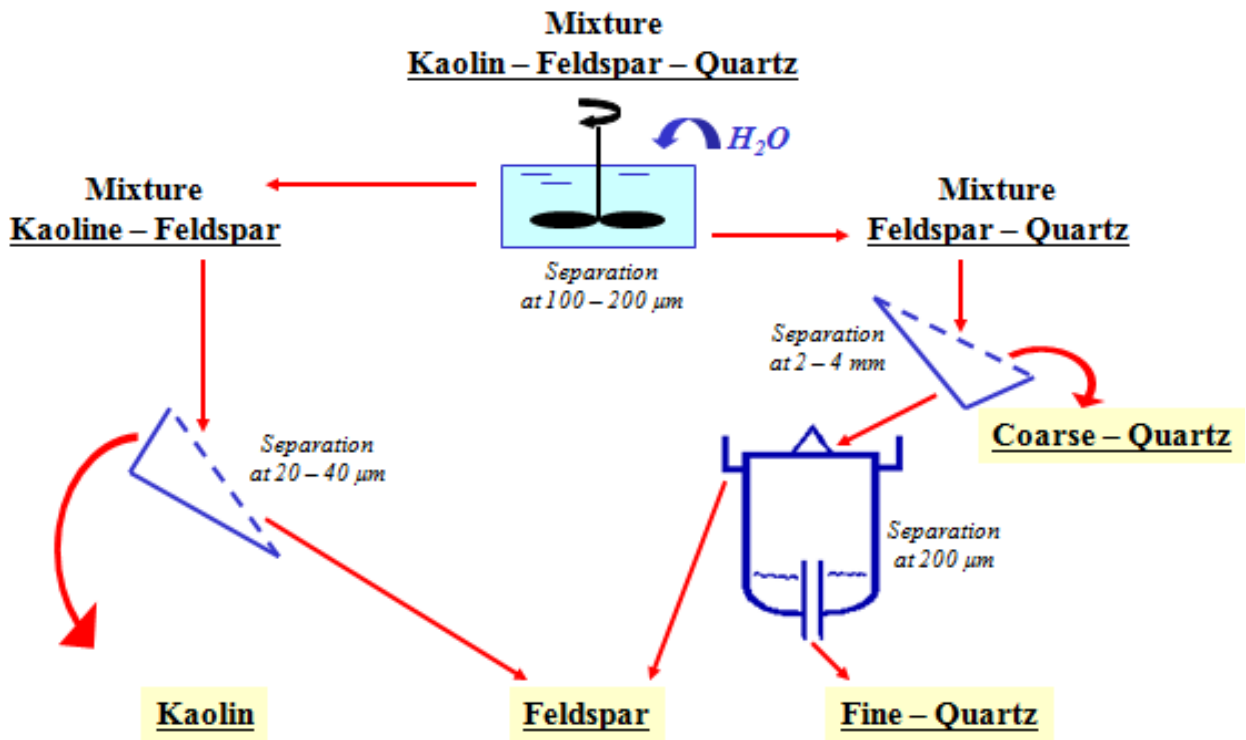 Mixture
Kaolin – Feldspar – Quartz
H₂O
Mixture
Kaoline – Feldspar
Mixture
Feldspar – Quartz
Separation
at 100 – 200 μm
Separation
at 2 – 4 mm
Separation
at 20 – 40 μm
Coarse – Quartz
Separation
at 200 μm
Kaolin
Feldspar
Fine – Quartz